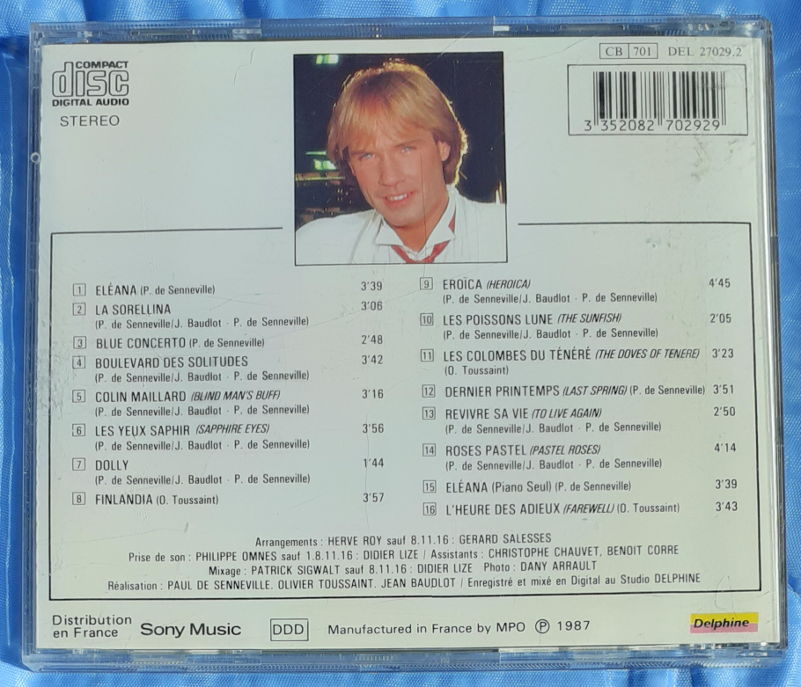 COMPACT
disc
DIGITAL AUDIO
STEREO
CB 701 DEL 27029.2
3 352082 702929
1 ELÉANA (P. de Senneville) 3'39
2 LA SORELLINA 3'06
(P. de Senneville/J. Baudlot - P. de Senneville)
3 BLUE CONCERTO (P. de Senneville) 2'48
4 BOULEVARD DES SOLITUDES 3'42
(P. de Senneville/J. Baudlot - P. de Senneville)
5 COLIN MAILLARD (BLIND MAN'S BUFF) 3'16
(P. de Senneville/J. Baudlot - P. de Senneville)
6 LES YEUX SAPHIR (SAPPHIRE EYES) 3'56
(P. de Senneville/J. Baudlot - P. de Senneville)
7 DOLLY 1'44
(P. de Senneville/J. Baudlot - P. de Senneville)
8 FINLANDIA (O. Toussaint) 3'57
9 EROÏCA (HEROICA) 4'45
(P. de Senneville/J. Baudlot - P. de Senneville)
10 LES POISSONS LUNE (THE SUNFISH) 2'05
(P. de Senneville/J. Baudlot - P. de Senneville)
11 LES COLOMBES DU TÉNÉRÉ (THE DOVES OF TENERE) 3'23
(O. Toussaint)
12 DERNIER PRINTEMPS (LAST SPRING) (P. de Senneville) 3'51
13 REVIVRE SA VIE (TO LIVE AGAIN) 2'50
(P. de Senneville/J. Baudlot - P. de Senneville)
14 ROSES PASTEL (PASTEL ROSES) 4'14
(P. de Senneville/J. Baudlot - P. de Senneville)
15 ELÉANA (Piano Seul) (P. de Senneville) 3'39
16 L'HEURE DES ADIEUX (FAREWELL) (O. Toussaint) 3'43
Arrangements : HERVE ROY sauf 8.11.16 : GERARD SALESSES
Prise de son : PHILIPPE OMNES sauf 1.8.11.16 : DIDIER LIZE / Assistants : CHRISTOPHE CHAUVET, BENOIT CORRE
Mixage : PATRICK SIGWALT sauf 8.11.16 : DIDIER LIZE Photo : DANY ARRAULT
Réalisation : PAUL DE SENNEVILLE. OLIVIER TOUSSAINT. JEAN BAUDLOT / Enregistré et mixé en Digital au Studio DELPHINE
Distribution
en France Sony Music DDD Manufactured in France by MPO Ⓟ 1987
Delphine